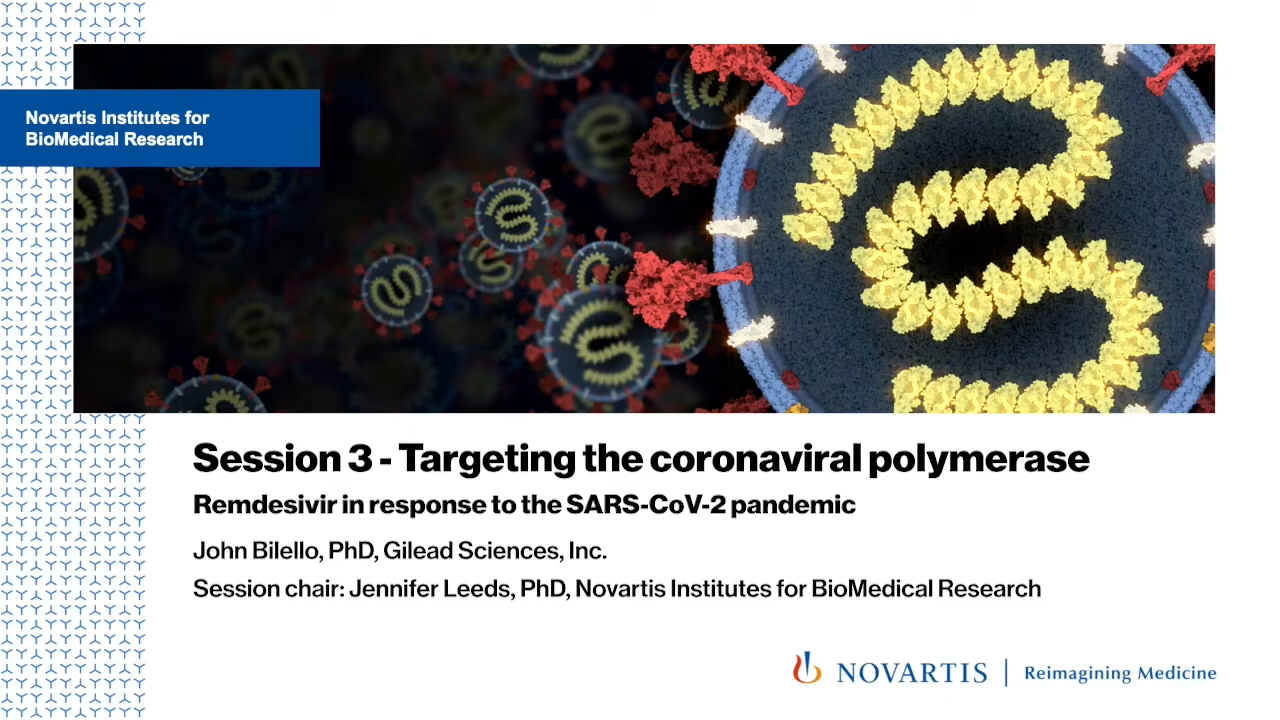 Novartis Institutes for
BioMedical Research
Session 3 - Targeting the coronaviral polymerase
Remdesivir in response to the SARS-CoV-2 pandemic
John Bilello, PhD, Gilead Sciences, Inc.
Session chair: Jennifer Leeds, PhD, Novartis Institutes for BioMedical Research
NOVARTIS | Reimagining Medicine